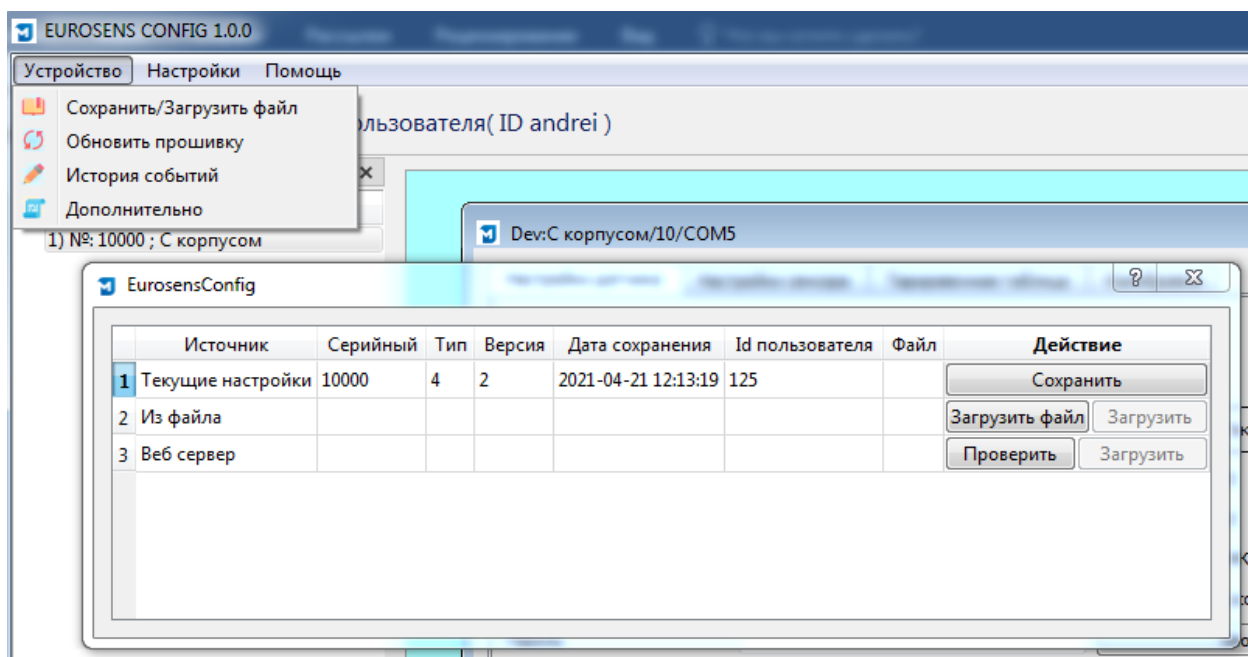 EUROSENS CONFIG 1.0.0
Устройство Настройки Помощь
Сохранить/Загрузить файл
Обновить прошивку
История событий
Дополнительно
( ID andrei )
1) №: 10000 ; С корпусом
Dev:С корпусом/10/COM5
EurosensConfig
Источник Серийный Тип Версия Дата сохранения Id пользователя Файл Действие
1 Текущие настройки 10000 4 2 2021-04-21 12:13:19 125 Сохранить
2 Из файла Загрузить файл Загрузить
3 Веб сервер Проверить Загрузить